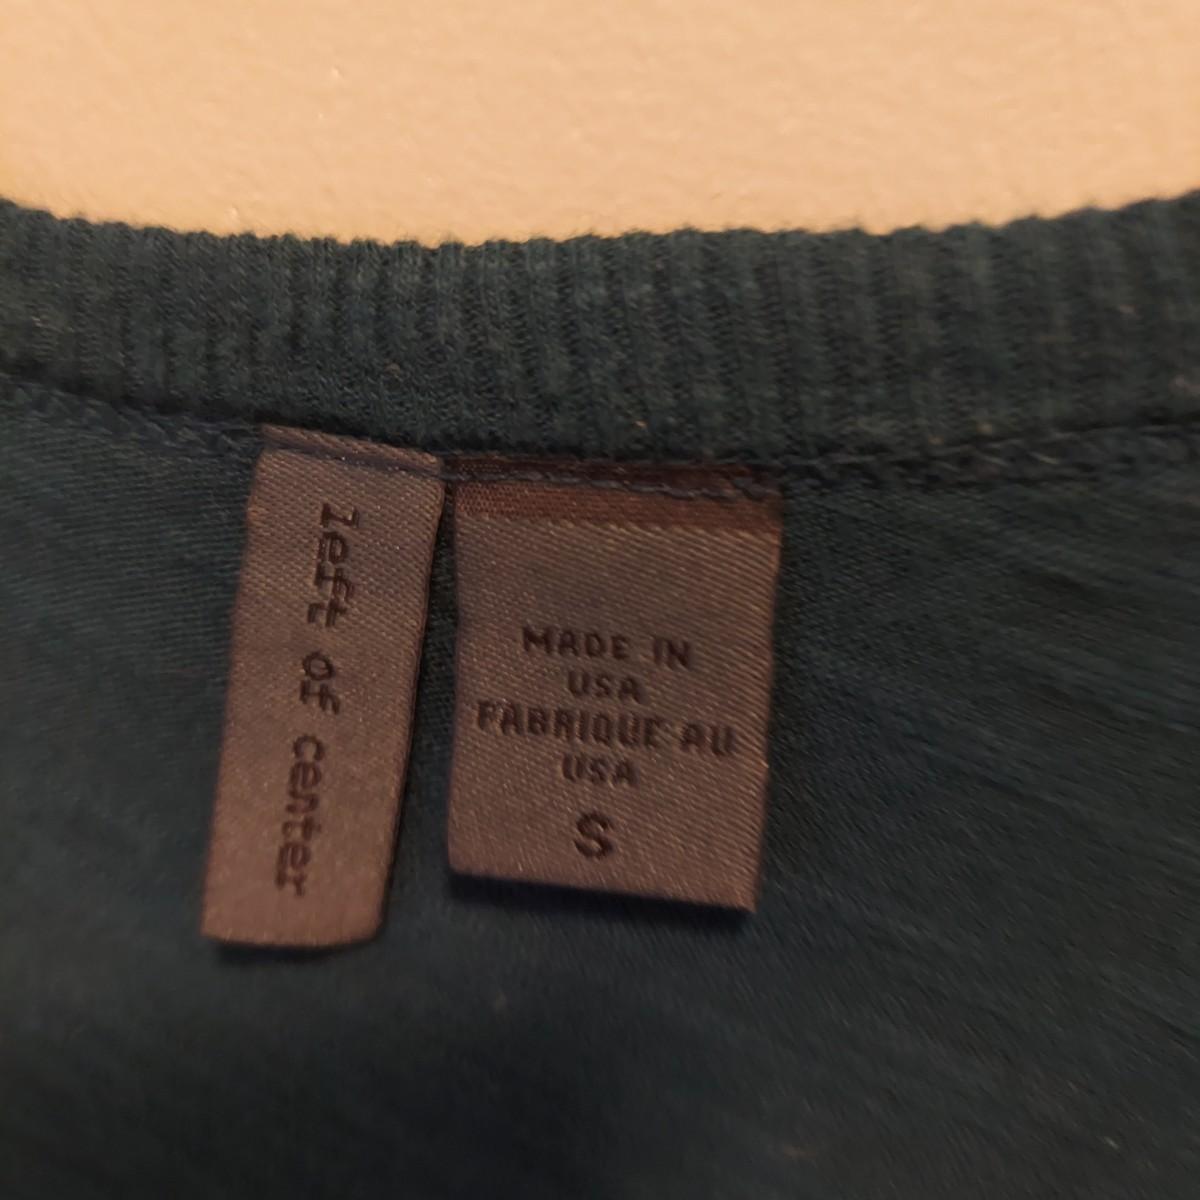 left of center
MADE IN
USA
FABRIQUE AU
USA
S